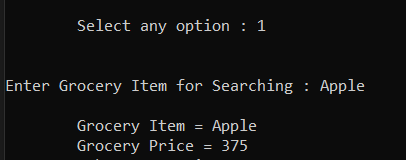 Select any option : 1
Enter Grocery Item for Searching : Apple
Grocery Item = Apple
Grocery Price = 375